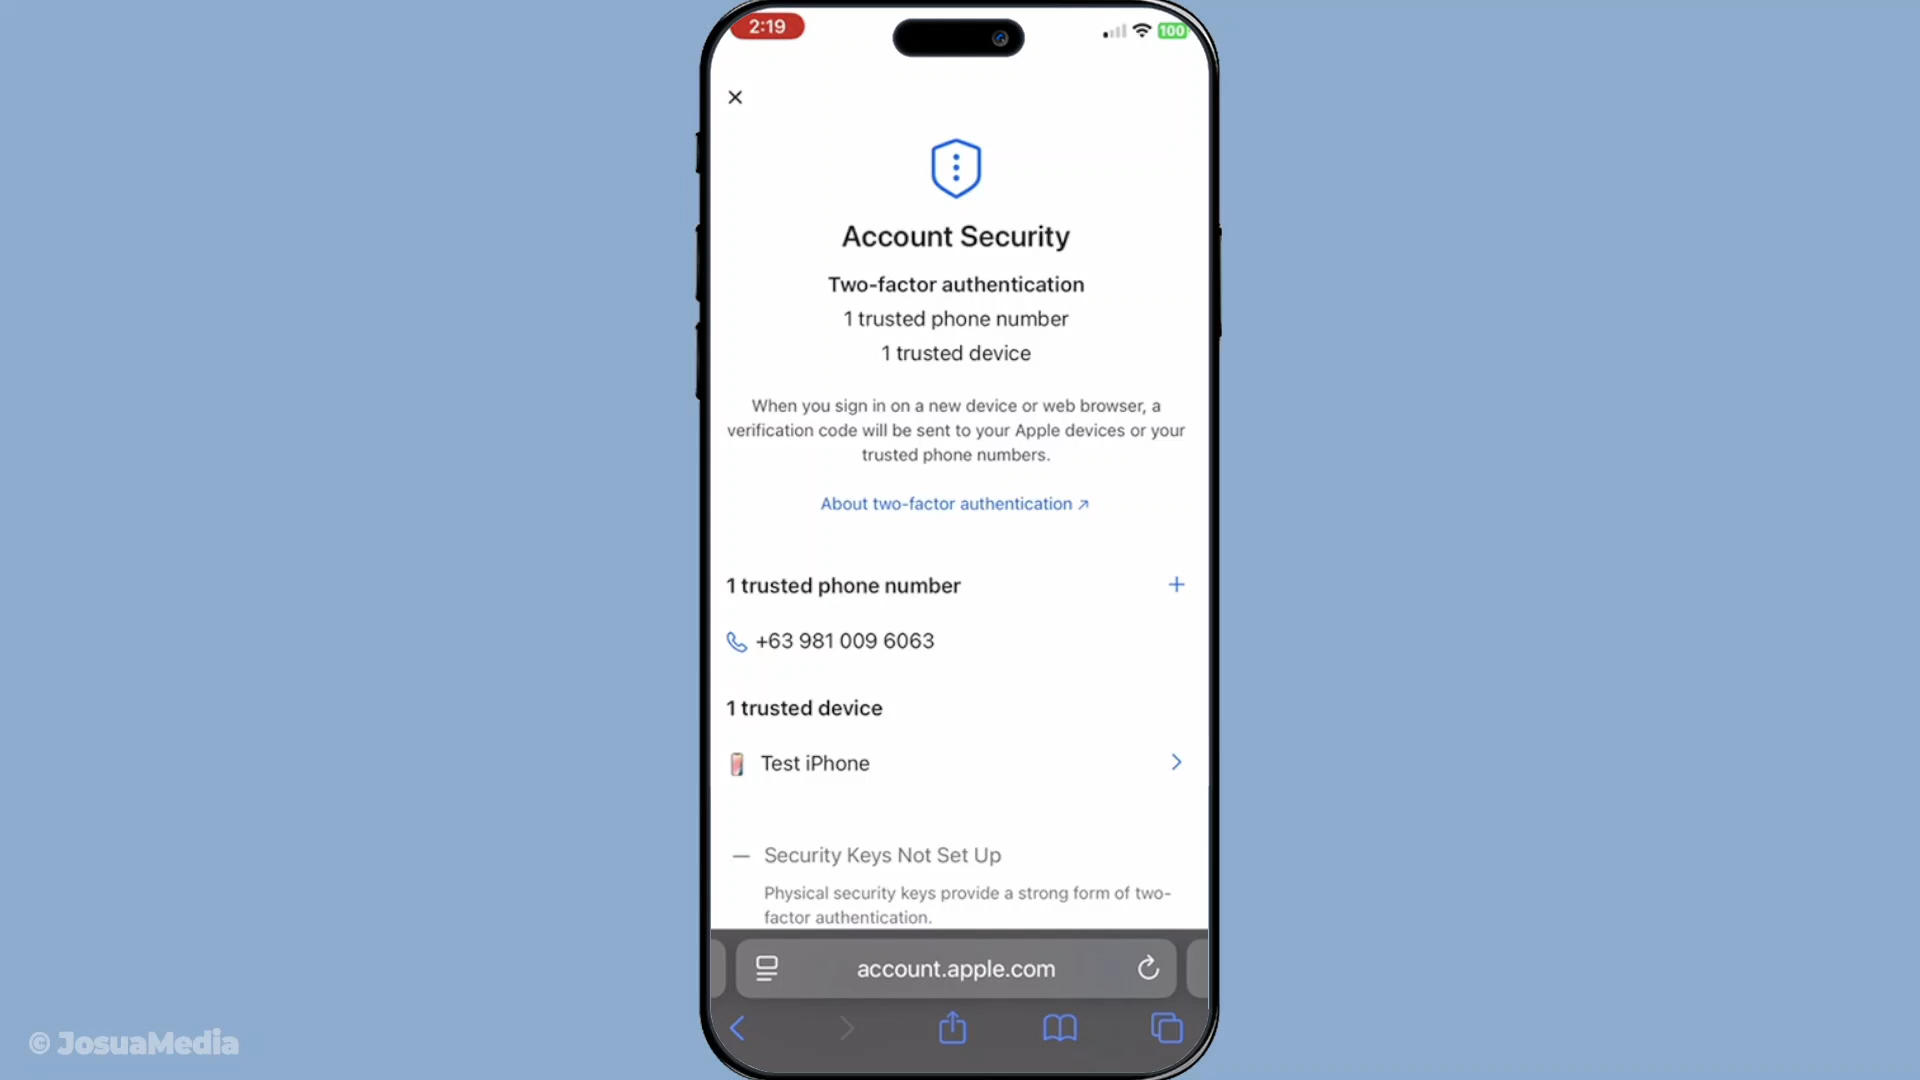 2:19
100
Account Security
Two-factor authentication
1 trusted phone number
1 trusted device
When you sign in on a new device or web browser, a
verification code will be sent to your Apple devices or your
trusted phone numbers.
About two-factor authentication ↗
1 trusted phone number
+63 981 009 6063
1 trusted device
Test iPhone
Security Keys Not Set Up
Physical security keys provide a strong form of two-
factor authentication.
account.apple.com
© JosuaMedia